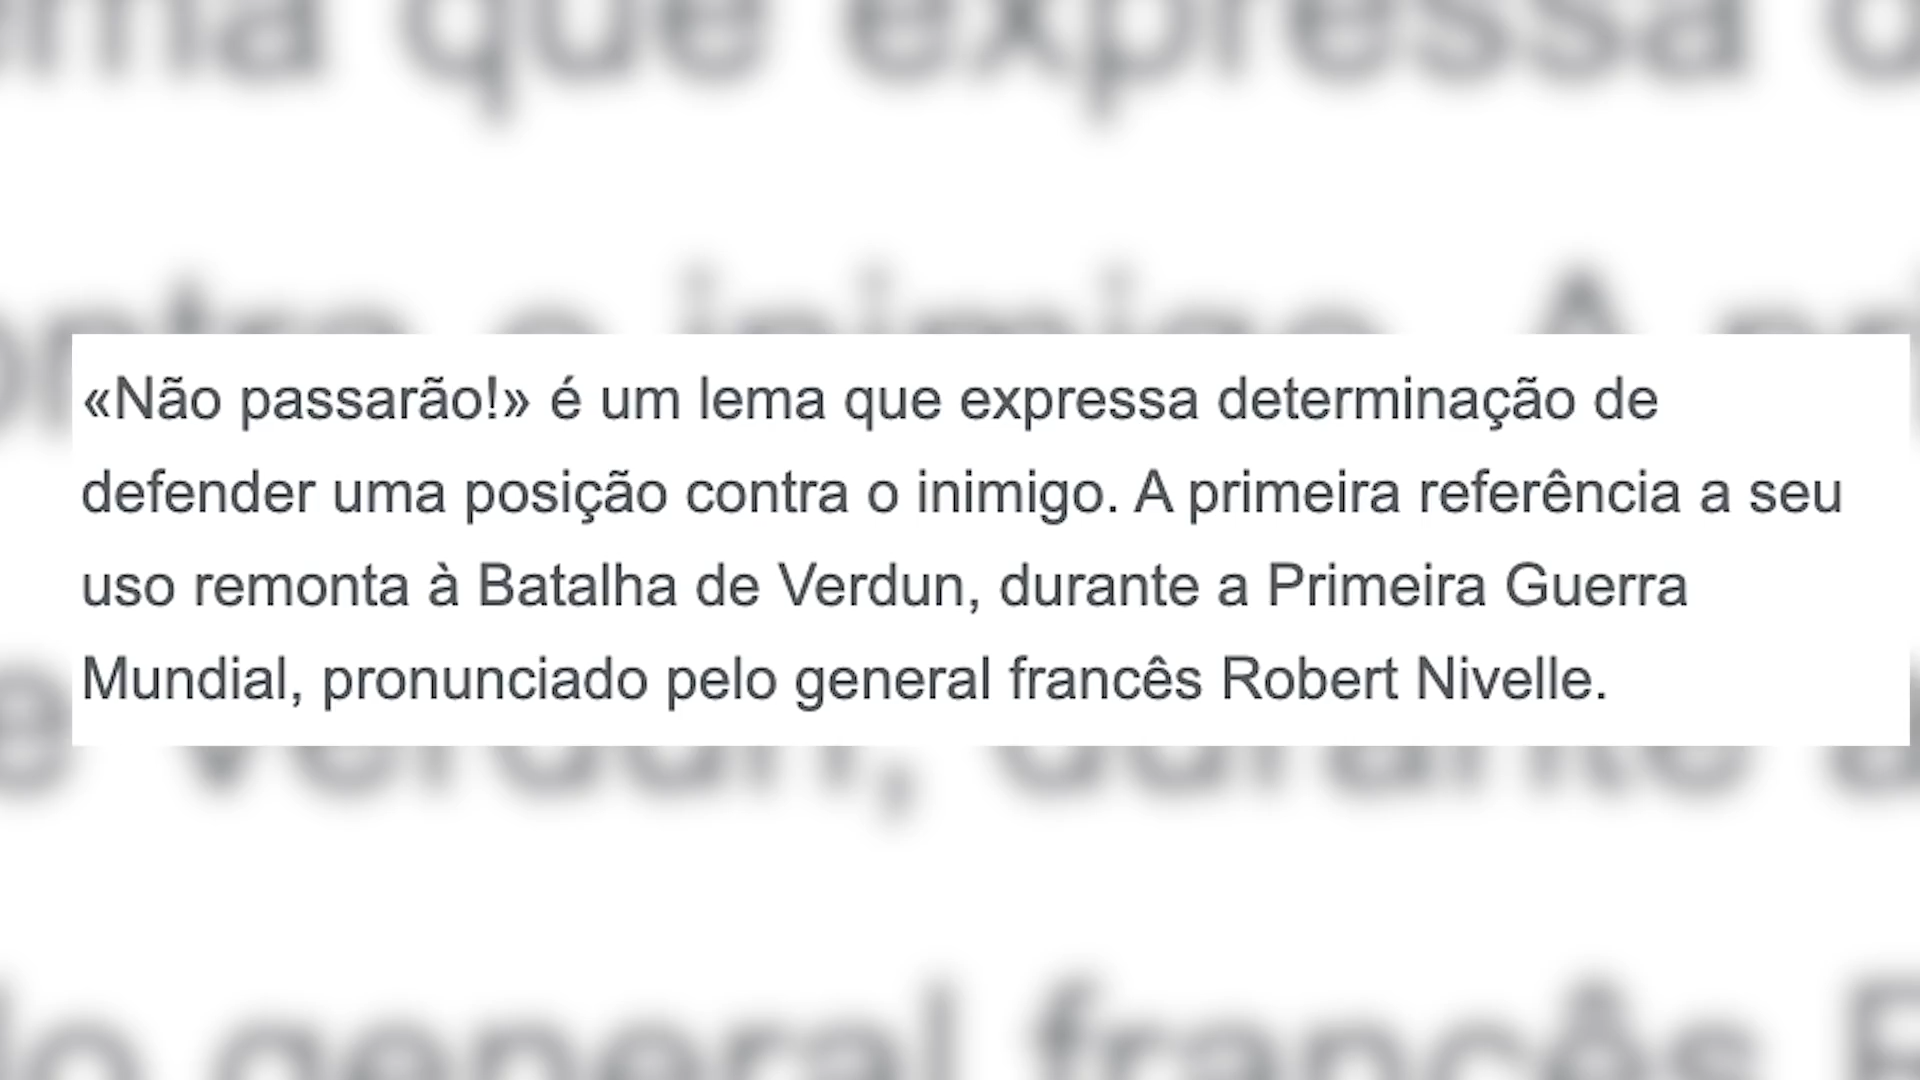 «Não passarão!» é um lema que expressa determinação de
defender uma posição contra o inimigo. A primeira referência a seu
uso remonta à Batalha de Verdun, durante a Primeira Guerra
Mundial, pronunciado pelo general francês Robert Nivelle.